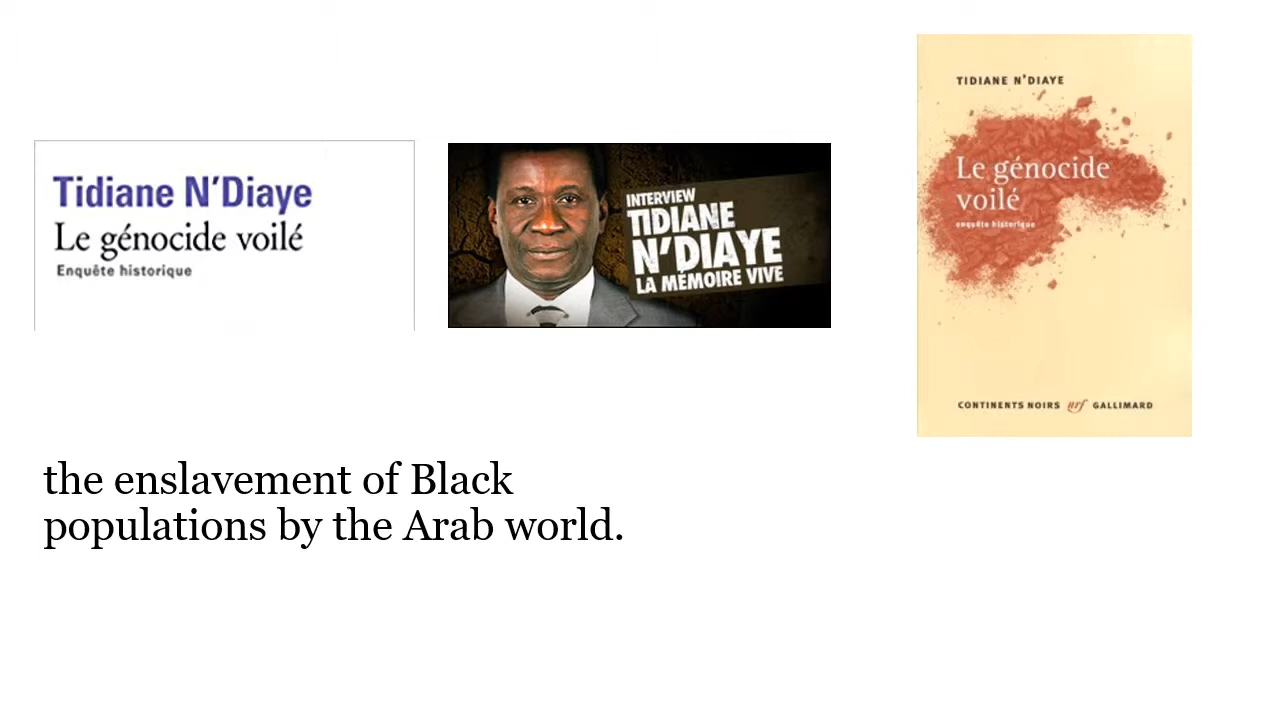 Tidiane N'Diaye
Le génocide voilé
Enquête historique
INTERVIEW
TIDIANE
N'DIAYE
LA MÉMOIRE VIVE
TIDIANE N'DIAYE
Le génocide
voilé
enquête historique
CONTINENTS NOIRS nrf GALLIMARD
the enslavement of Black
populations by the Arab world.